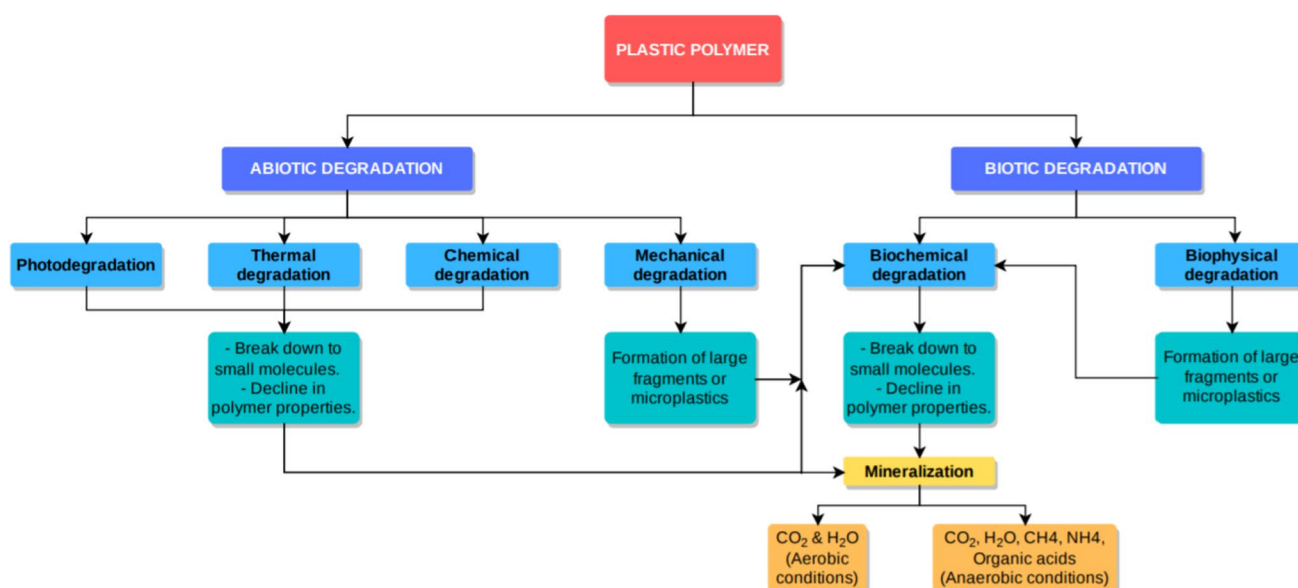 PLASTIC POLYMER
ABIOTIC DEGRADATION
BIOTIC DEGRADATION
Photodegradation
Thermal
degradation
Chemical
degradation
Mechanical
degradation
Biochemical
degradation
Biophysical
degradation
- Break down to
small molecules.
- Decline in
polymer properties.
Formation of large
fragments or
microplastics
- Break down to
small molecules.
- Decline in
polymer properties.
Formation of large
fragments or
microplastics
Mineralization
CO₂ & H₂O
(Aerobic
conditions)
CO₂, H₂O, CH4, NH4,
Organic acids
(Anaerobic conditions)